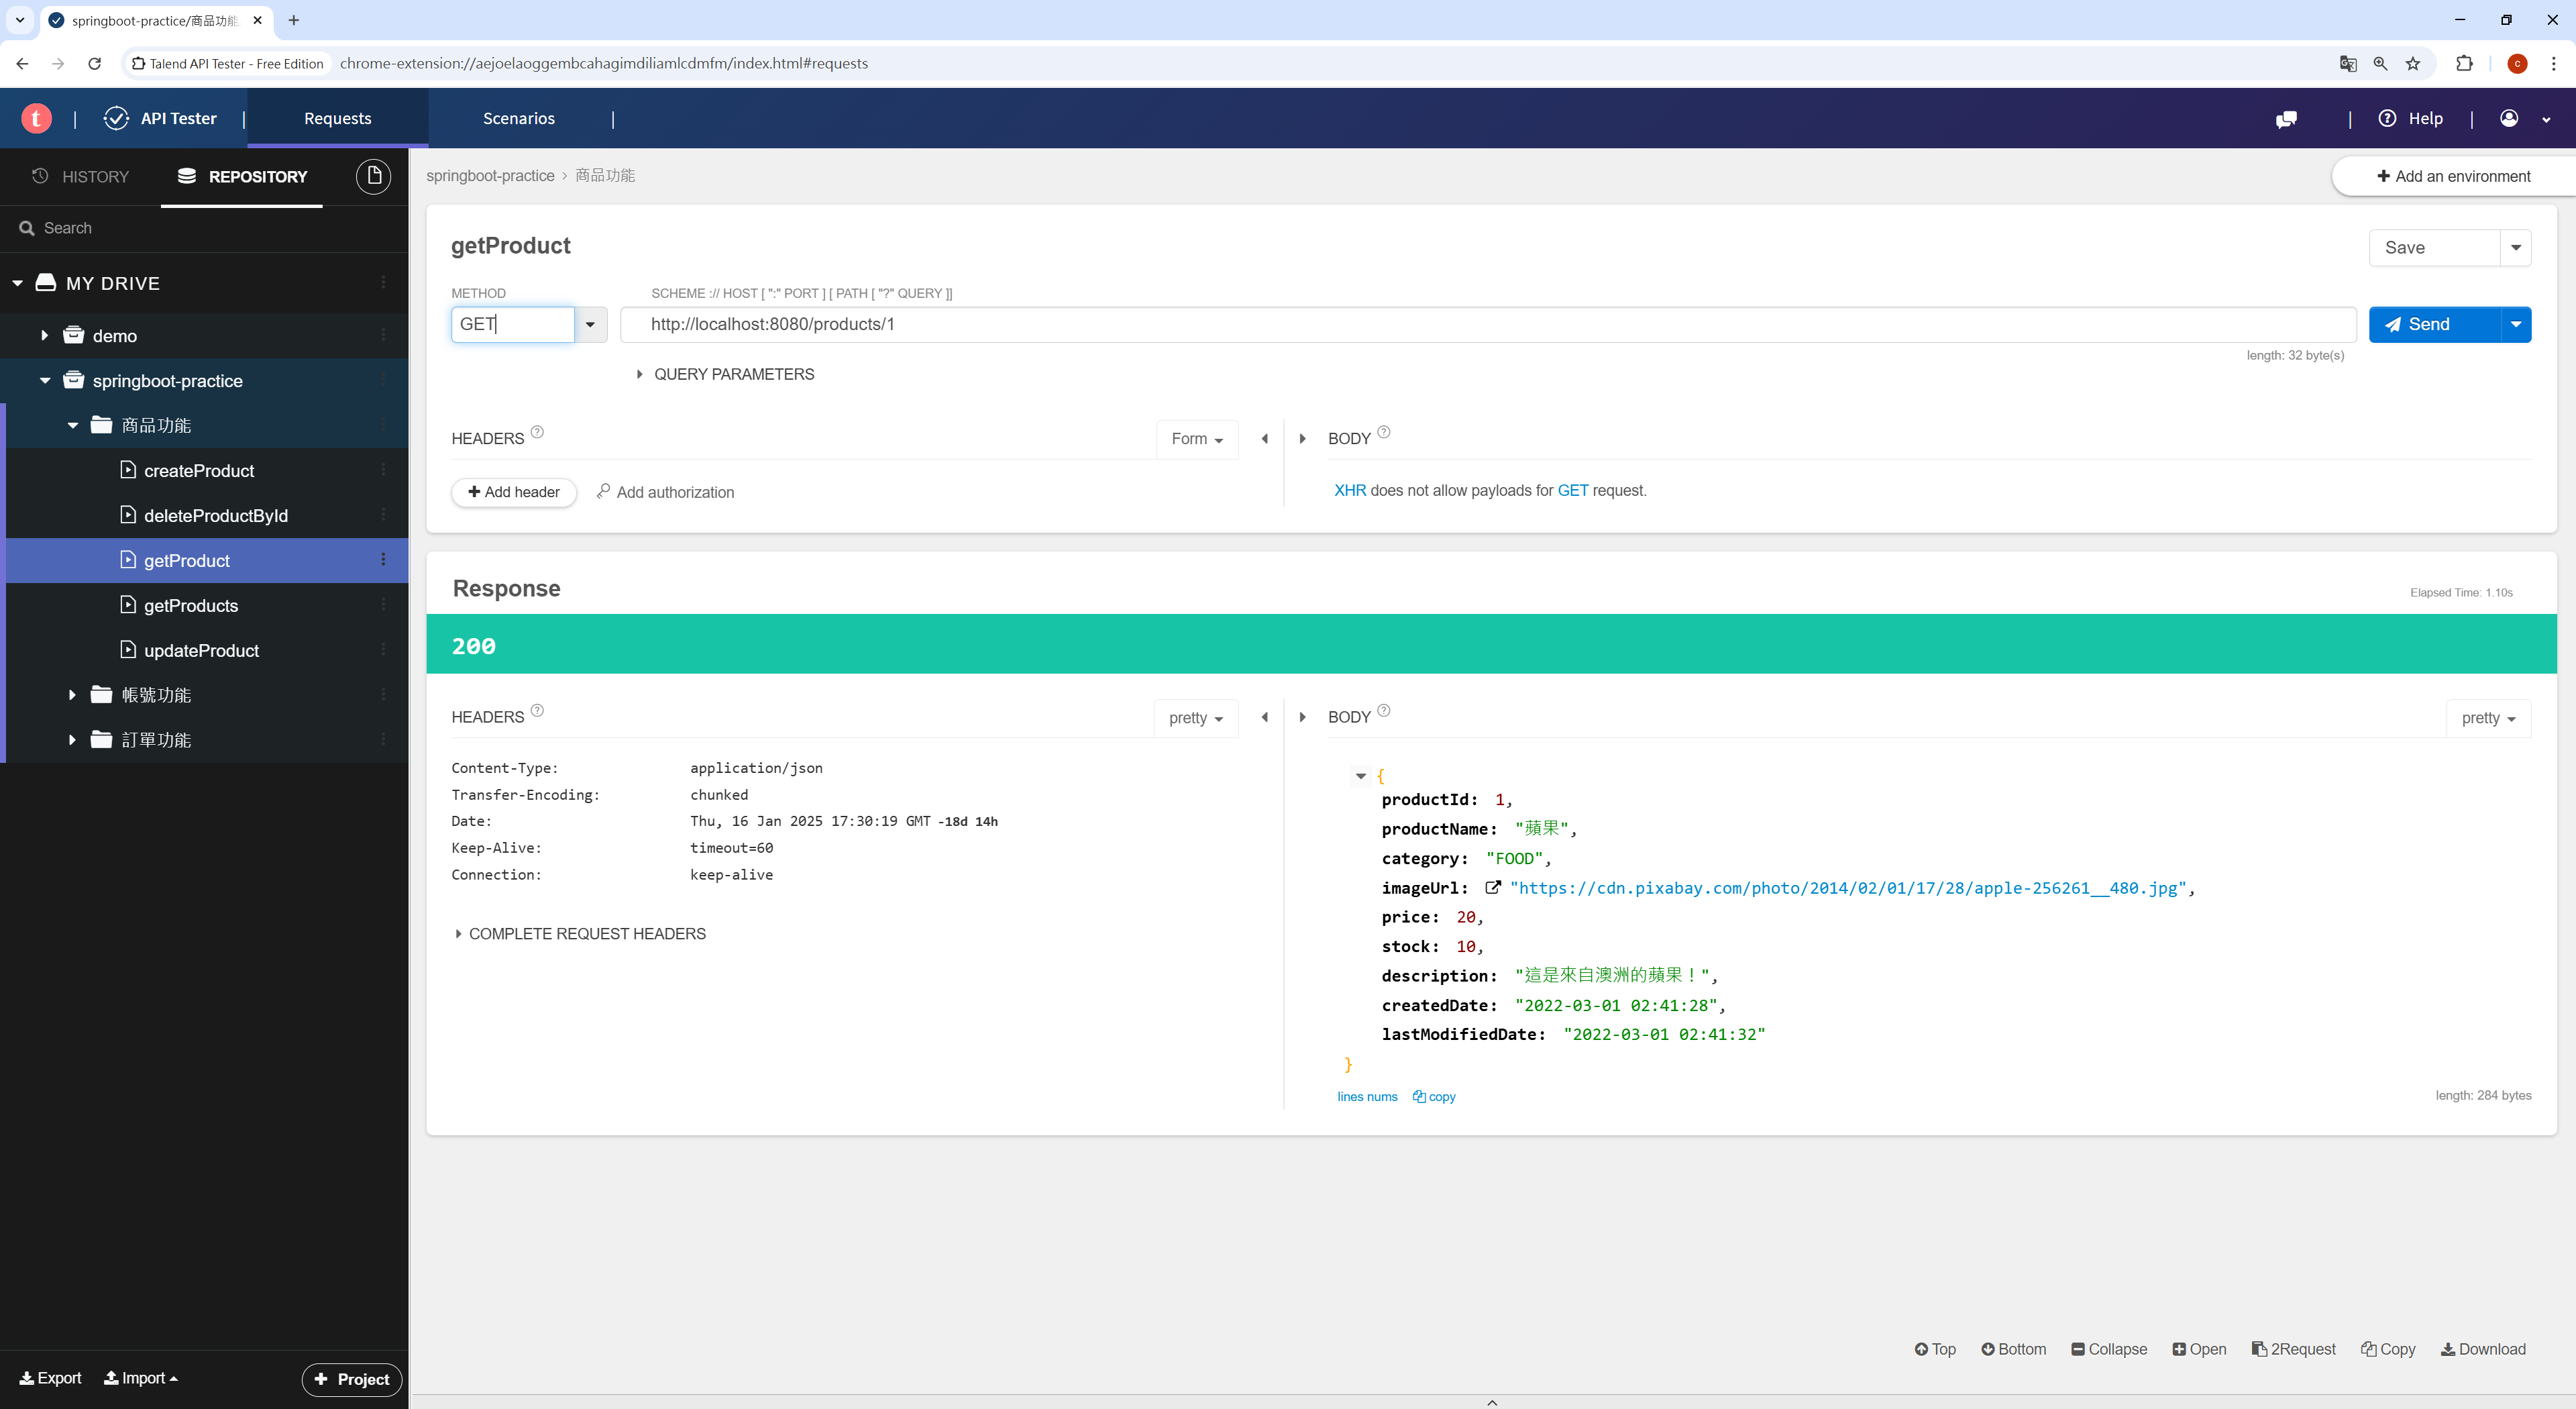 springboot-practice/商品功能
Talend API Tester - Free Edition chrome-extension://aejoelaoggembcahagimdiliamlcdmfm/index.html#requests
c
t API Tester Requests Scenarios Help
HISTORY REPOSITORY
Search
MY DRIVE
demo
springboot-practice
商品功能
createProduct
deleteProductById
getProduct
getProducts
updateProduct
帳號功能
訂單功能
Export Import + Project
springboot-practice > 商品功能
+ Add an environment
getProduct
Save
METHOD SCHEME :// HOST [ ":" PORT ] [ PATH [ "?" QUERY ]]
GET http://localhost:8080/products/1 Send
length: 32 byte(s)
QUERY PARAMETERS
HEADERS ? Form BODY ?
+ Add header Add authorization XHR does not allow payloads for GET request.
Response Elapsed Time: 1.10s
200
HEADERS ? pretty
Content-Type: application/json
Transfer-Encoding: chunked
Date: Thu, 16 Jan 2025 17:30:19 GMT -18d 14h
Keep-Alive: timeout=60
Connection: keep-alive
COMPLETE REQUEST HEADERS
BODY ? pretty
{
productId: 1,
productName: "蘋果",
category: "FOOD",
imageUrl: "https://cdn.pixabay.com/photo/2014/02/01/17/28/apple-256261__480.jpg",
price: 20,
stock: 10,
description: "這是來自澳洲的蘋果！",
createdDate: "2022-03-01 02:41:28",
lastModifiedDate: "2022-03-01 02:41:32"
}
lines nums copy length: 284 bytes
Top Bottom Collapse Open 2Request Copy Download